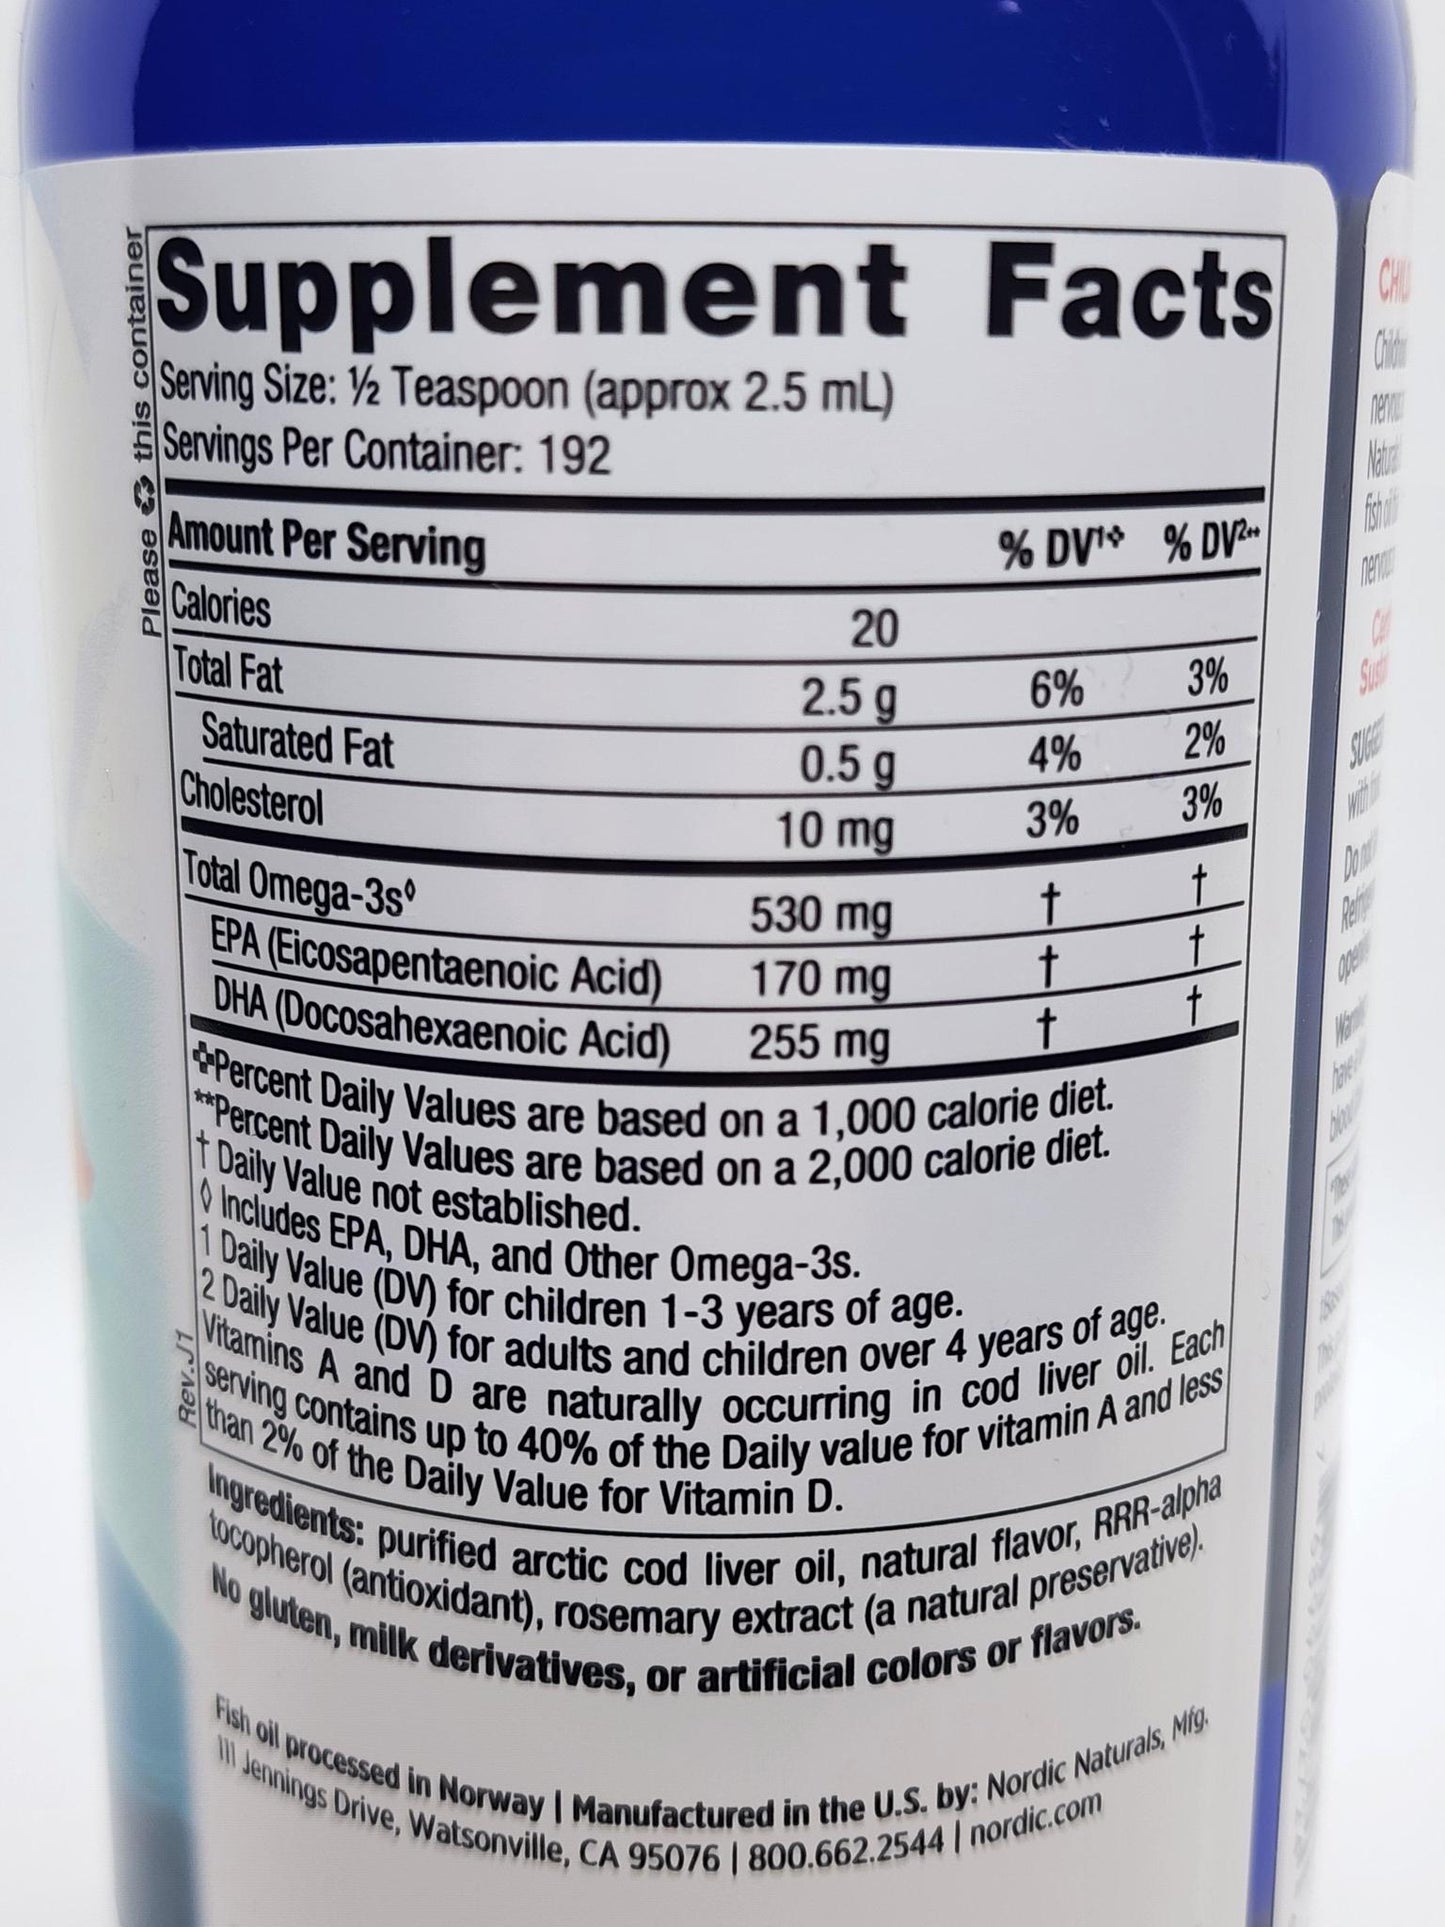 Supplement Facts
Serving Size: ½ Teaspoon (approx 2.5 mL)
Servings Per Container: 192
Amount Per Serving % DV¹✤ % DV²**
Calories 20
Total Fat 2.5 g 6% 3%
Saturated Fat 0.5 g 4% 2%
Cholesterol 10 mg 3% 3%
Total Omega-3s◊ 530 mg † †
EPA (Eicosapentaenoic Acid) 170 mg † †
DHA (Docosahexaenoic Acid) 255 mg † †
✤Percent Daily Values are based on a 1,000 calorie diet.
**Percent Daily Values are based on a 2,000 calorie diet.
† Daily Value not established.
◊ Includes EPA, DHA, and Other Omega-3s.
1 Daily Value (DV) for children 1-3 years of age.
2 Daily Value (DV) for adults and children over 4 years of age.
Vitamins A and D are naturally occurring in cod liver oil. Each
serving contains up to 40% of the Daily value for vitamin A and less
than 2% of the Daily Value for Vitamin D.
Ingredients: purified arctic cod liver oil, natural flavor, RRR-alpha
tocopherol (antioxidant), rosemary extract (a natural preservative).
No gluten, milk derivatives, or artificial colors or flavors.
Fish oil processed in Norway | Manufactured in the U.S. by: Nordic Naturals, Mfg.
111 Jennings Drive, Watsonville, CA 95076 | 800.662.2544 | nordic.com
Please ♻ this container
Rev.J1
fish oil